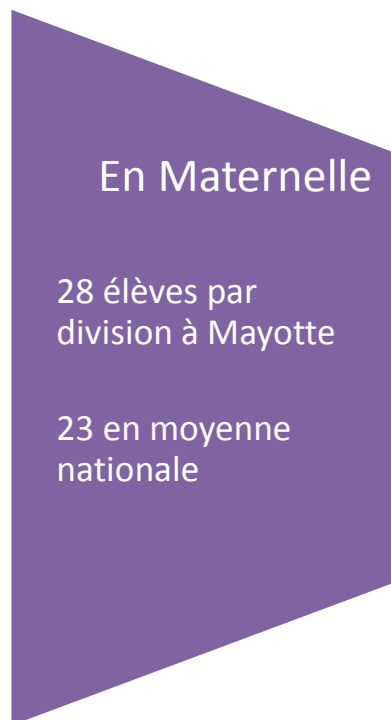 En Maternelle
28 élèves par
division à Mayotte
23 en moyenne
nationale